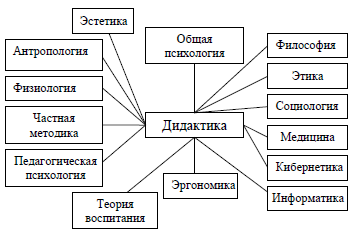 Эстетика
Общая
психология
Антропология
Философия
Физиология
Этика
Частная
методика
Социология
Дидактика
Медицина
Педагогическая
психология
Кибернетика
Эргономика
Теория
воспитания
Информатика